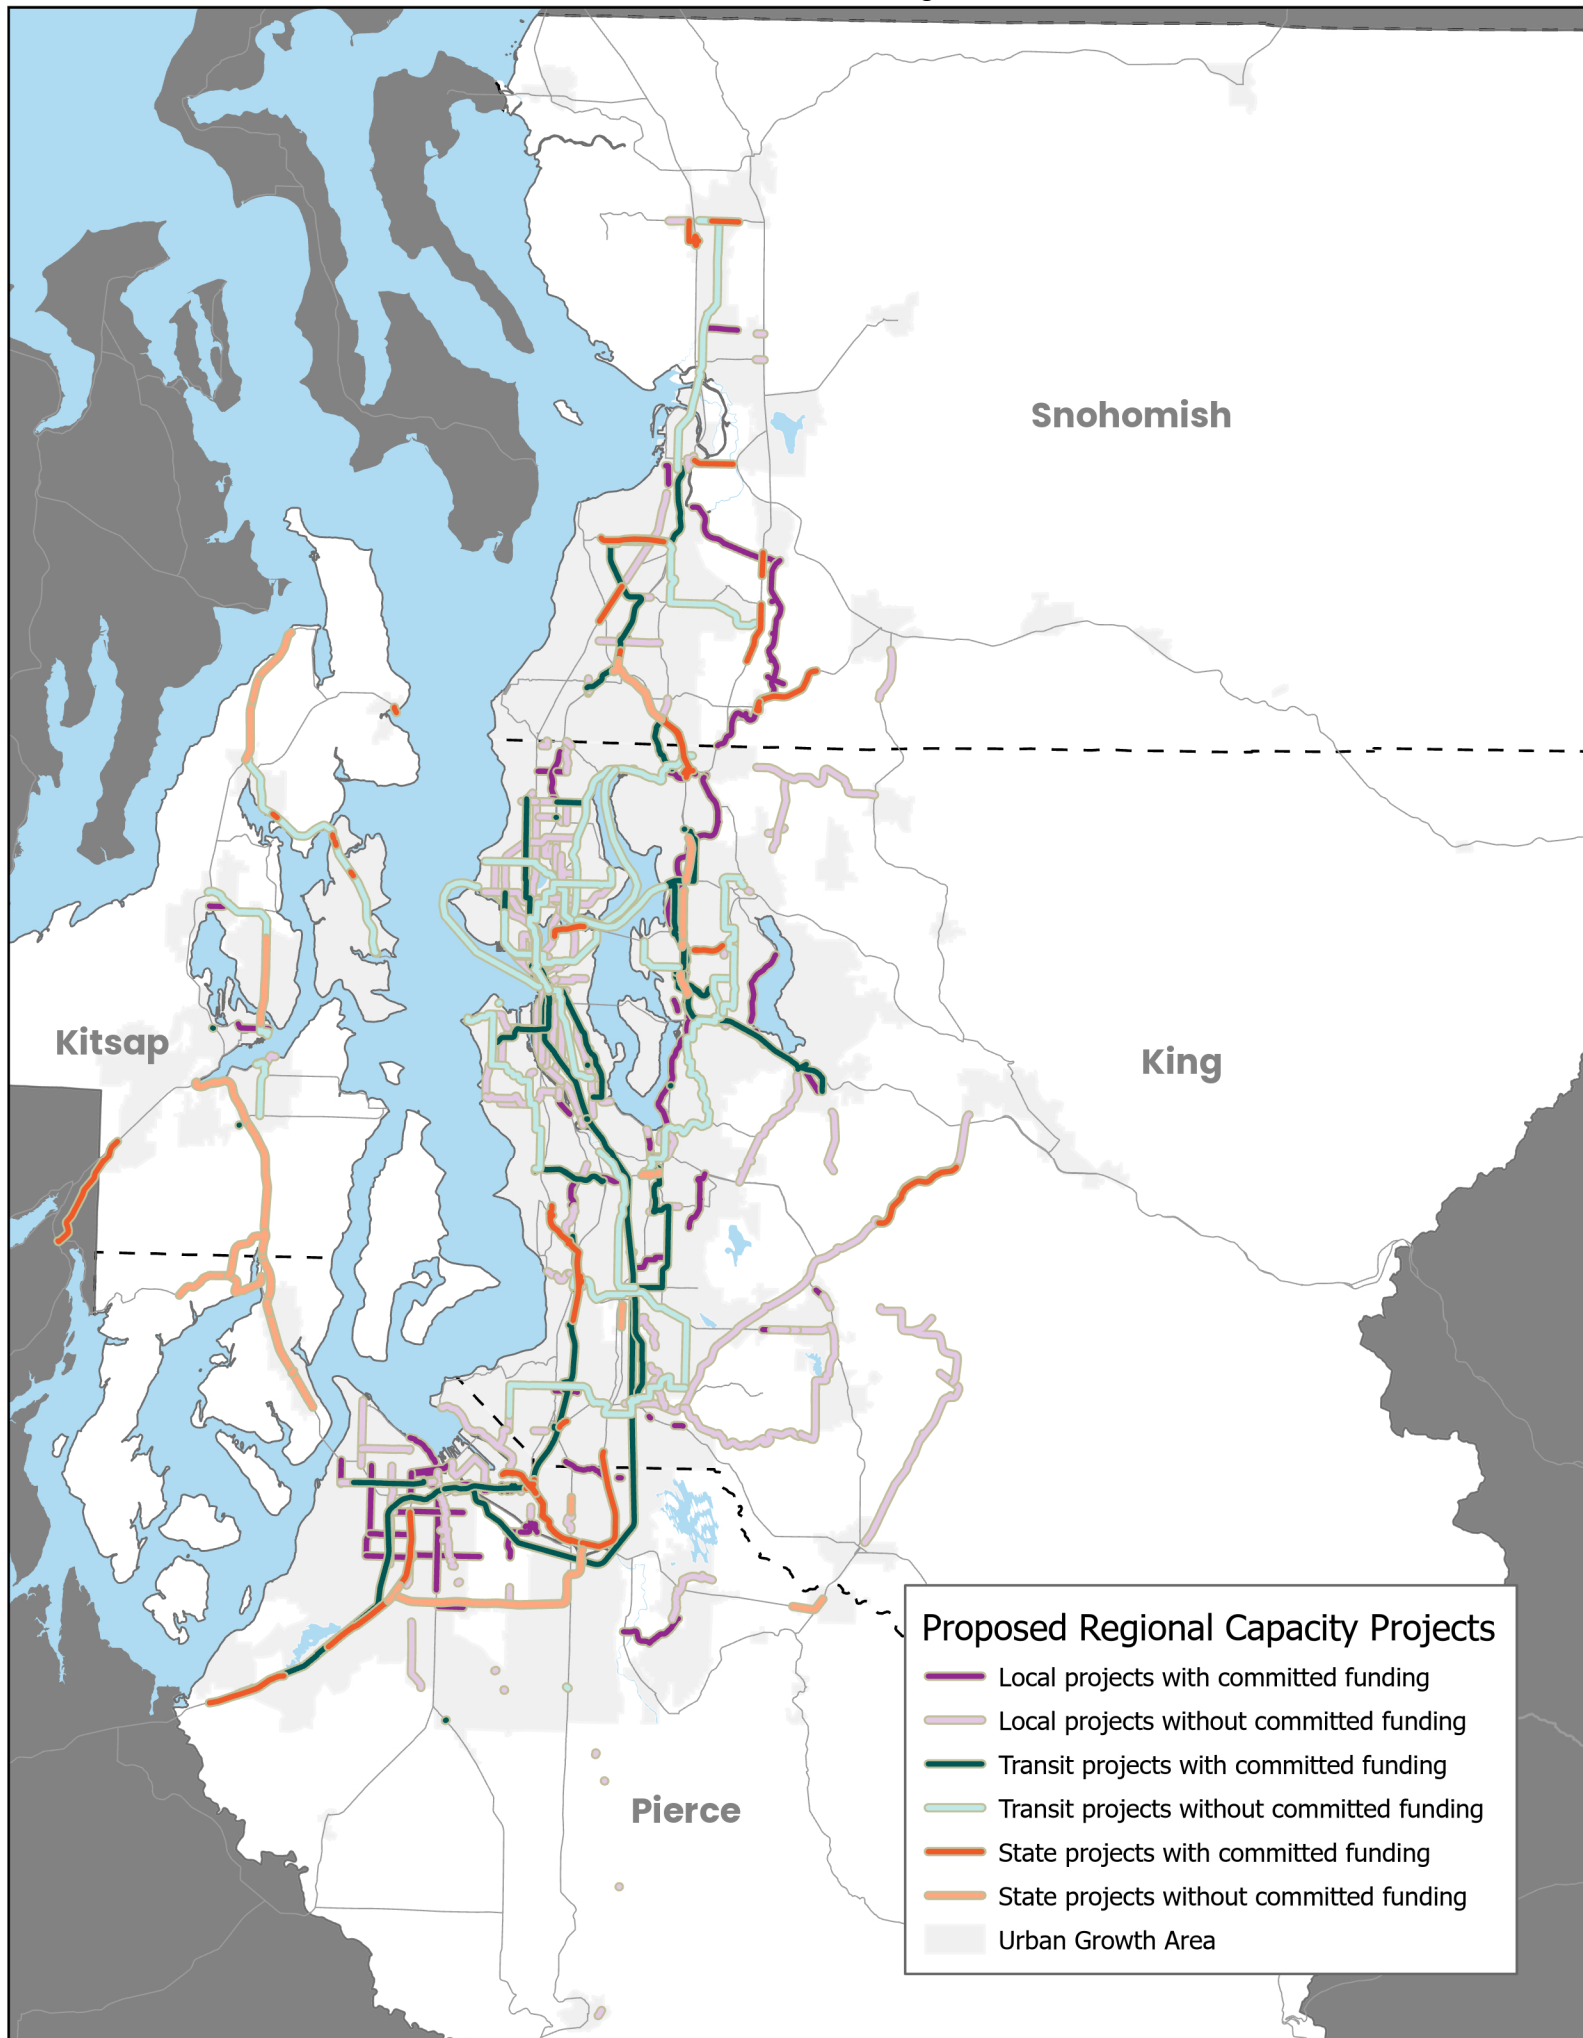 Snohomish
Kitsap
King
Pierce
Proposed Regional Capacity Projects
Local projects with committed funding
Local projects without committed funding
Transit projects with committed funding
Transit projects without committed funding
State projects with committed funding
State projects without committed funding
Urban Growth Area